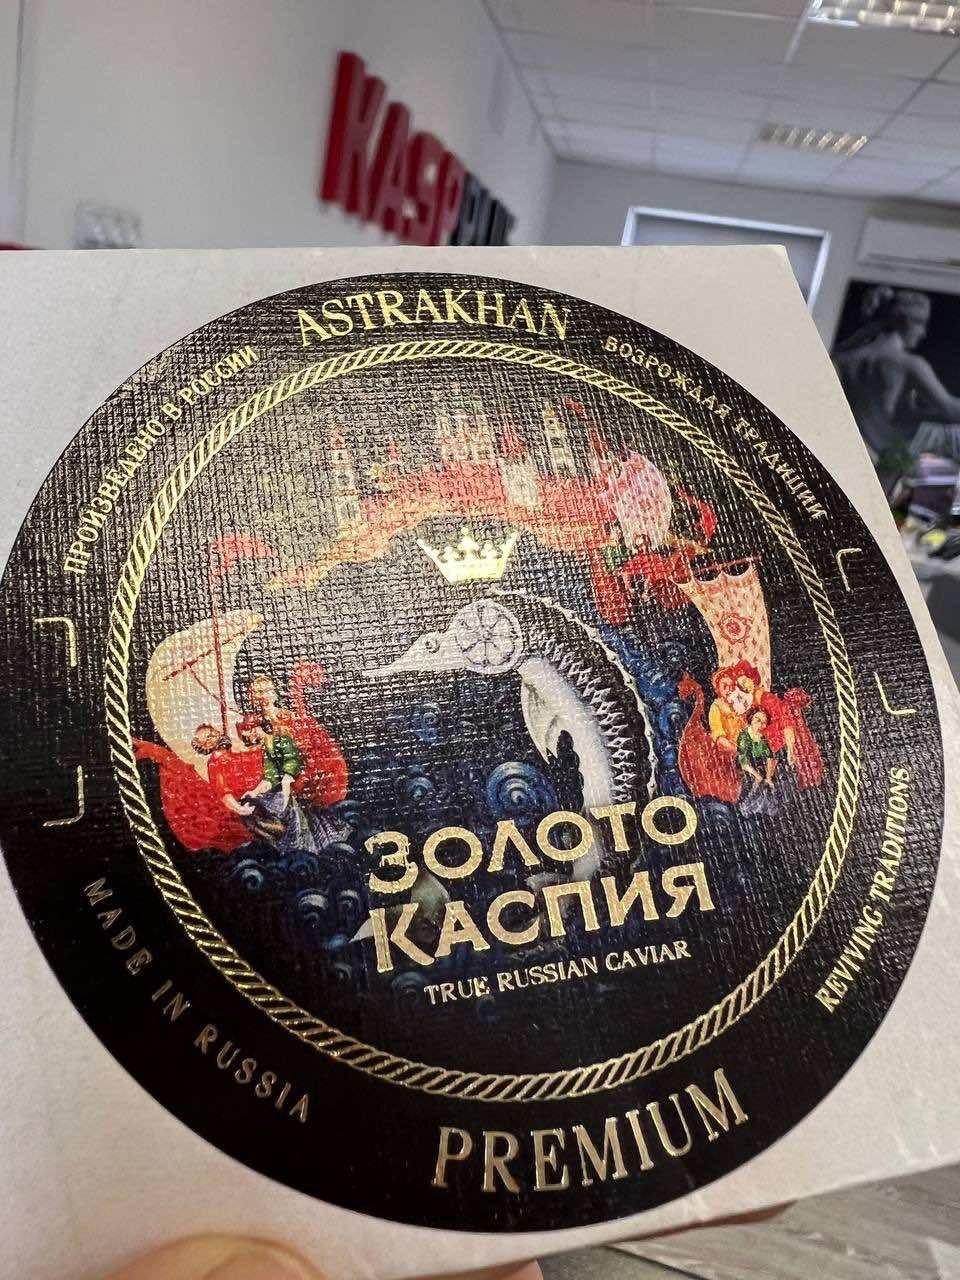 ASTRAKHAN
ПРОИЗВЕДЕНО В РОССИИ
ВОЗРОЖДАЯ ТРАДИЦИИ
ЗОЛОТО
КАСПИЯ
TRUE RUSSIAN CAVIAR
MADE IN RUSSIA
REVIVING TRADITIONS
PREMIUM